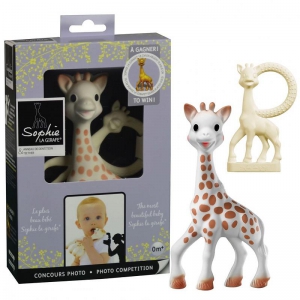 À GAGNER!
TO WIN!
Sophie
LA GIRAFE
Le plus
beau bébé
Sophie la girafe
The most
beautiful baby
Sophie la girafe
0m+
CONCOURS PHOTO - PHOTO COMPETITION